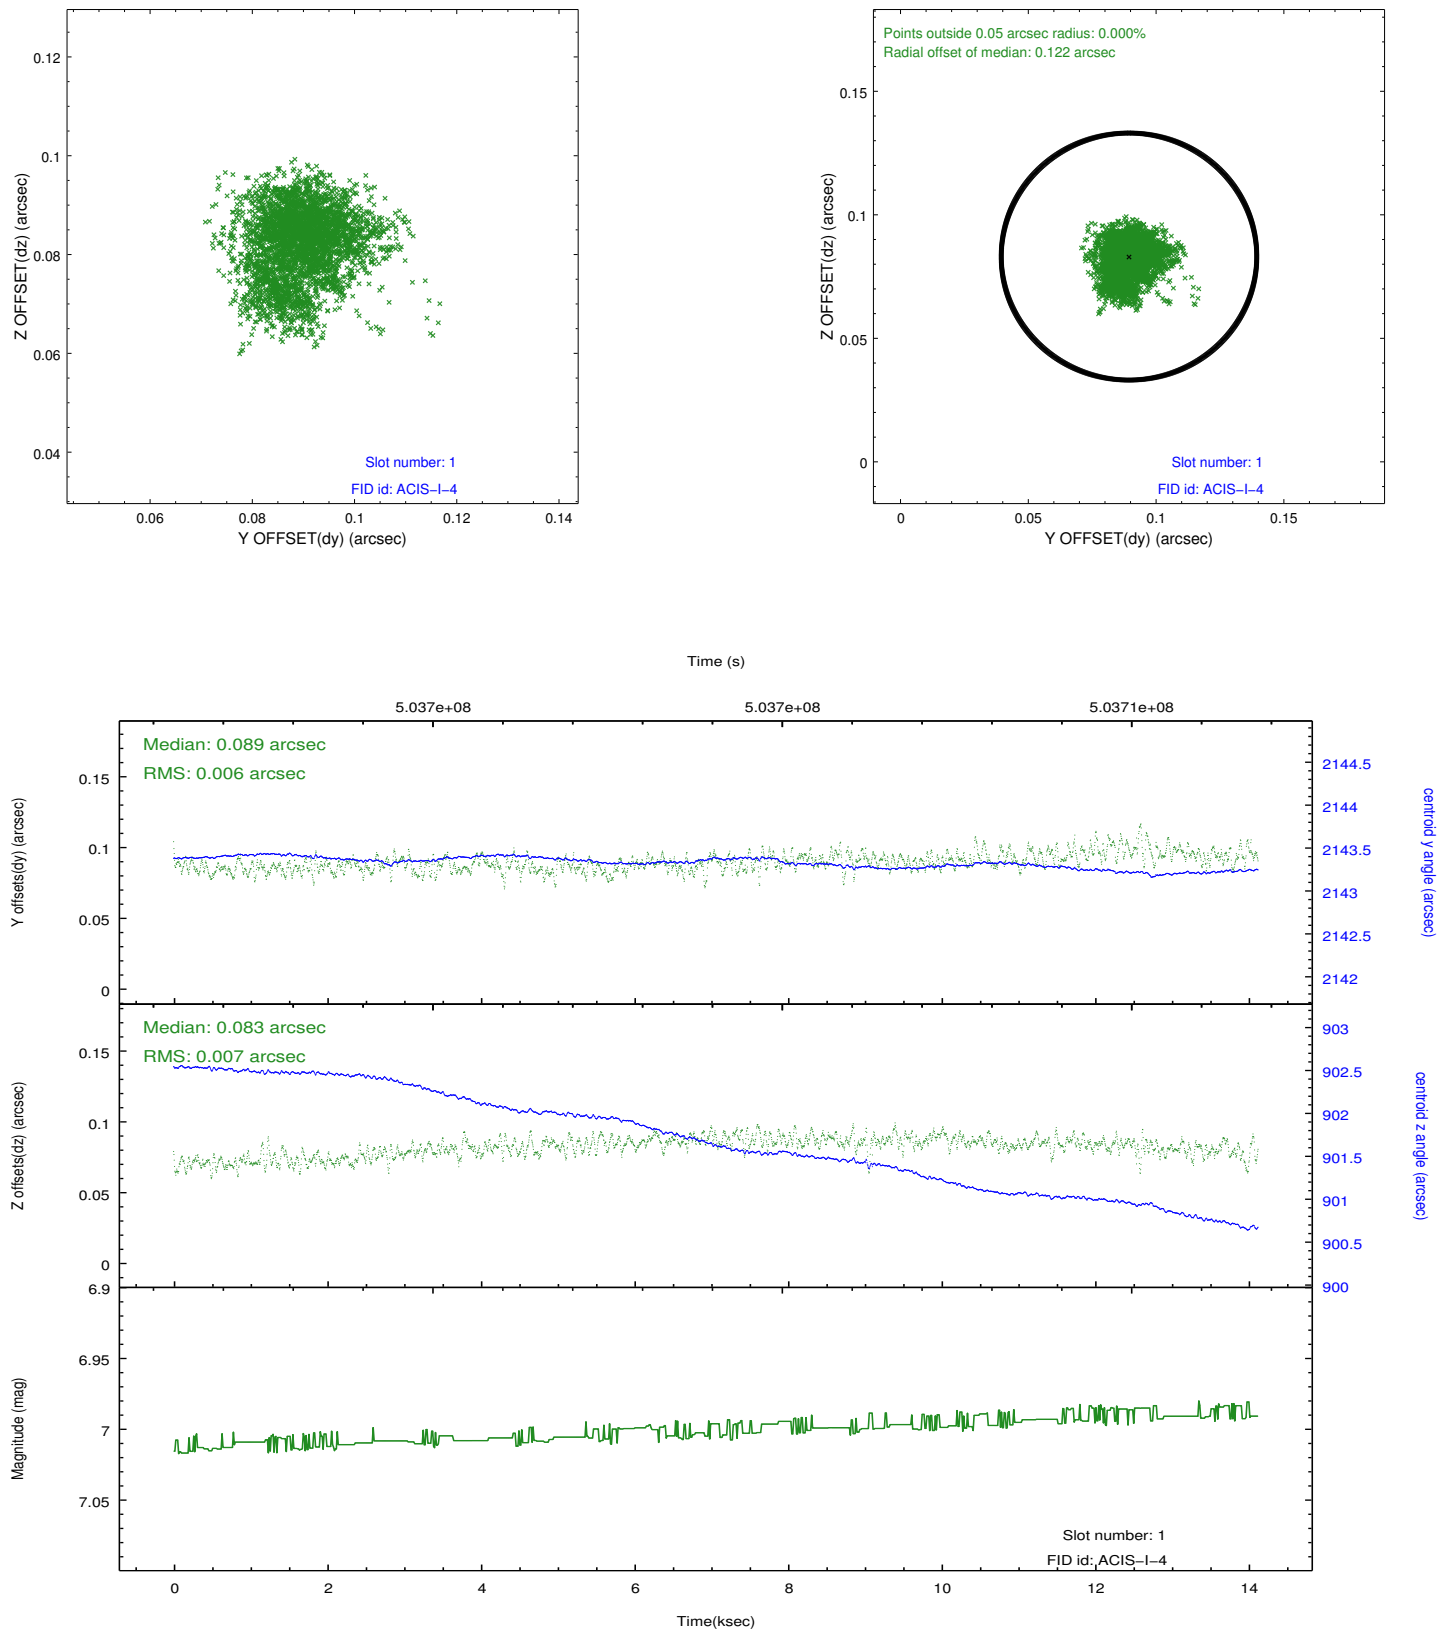 0.12
0.1
0.08
0.06
0.04
Z OFFSET(dz) (arcsec)
Slot number: 1
FID id: ACIS−I−4
0.06 0.08 0.1 0.12 0.14
Y OFFSET(dy) (arcsec)
Points outside 0.05 arcsec radius: 0.000%
Radial offset of median: 0.122 arcsec
0.15
0.1
0.05
0
Z OFFSET(dz) (arcsec)
Slot number: 1
FID id: ACIS−I−4
0 0.05 0.1 0.15
Y OFFSET(dy) (arcsec)
Time (s)
5.037e+08 5.037e+08 5.0371e+08
Median: 0.089 arcsec
RMS: 0.006 arcsec
0.15
0.1
0.05
0
Y offsets(dy) (arcsec)
2144.5
2144
2143.5
2143
2142.5
2142
centroid y angle (arcsec)
Median: 0.083 arcsec
RMS: 0.007 arcsec
0.15
0.1
0.05
0
Z offsets(dz) (arcsec)
903
902.5
902
901.5
901
900.5
900
centroid z angle (arcsec)
6.9
6.95
7
7.05
Magnitude (mag)
Slot number: 1
FID id: ACIS−I−4
0 2 4 6 8 10 12 14
Time(ksec)